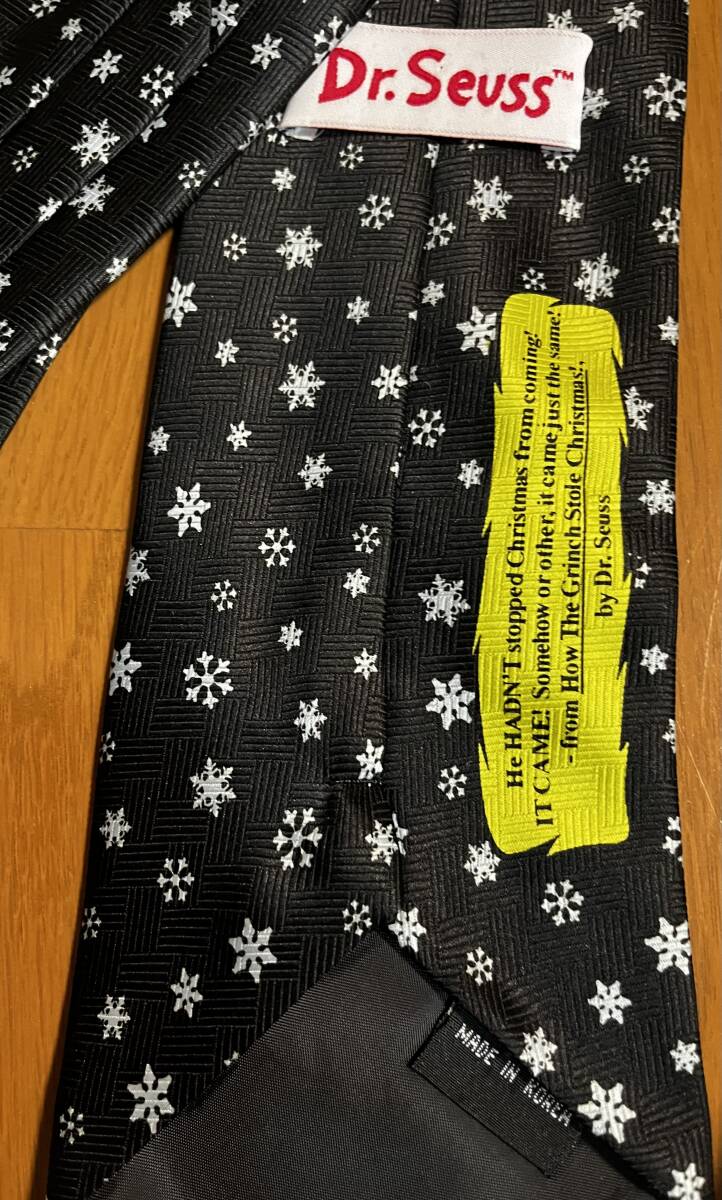 Dr. Seuss™
He HADN'T stopped Christmas from coming!
IT CAME! Somehow or other, it came just the same!
- from How The Grinch Stole Christmas!,
by Dr. Seuss
MADE IN KOREA